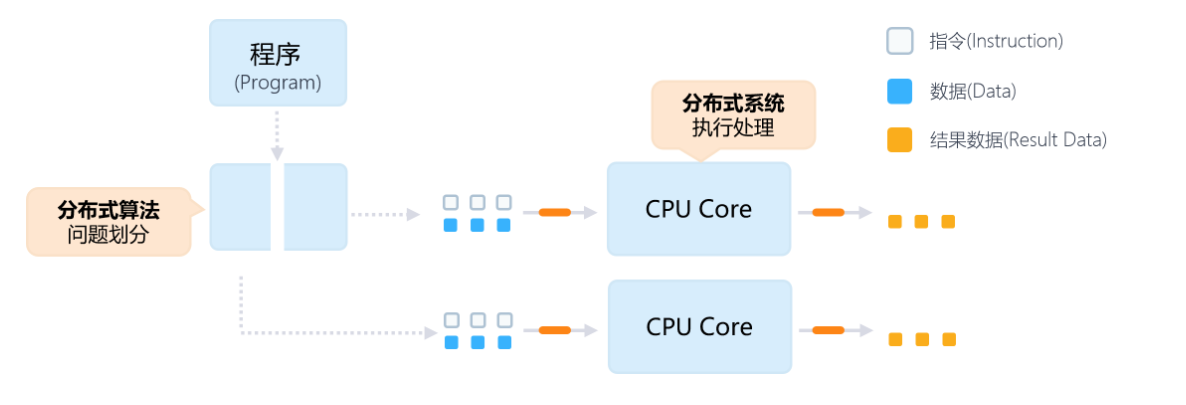 程序
(Program)
指令(Instruction)
数据(Data)
结果数据(Result Data)
分布式系统
执行处理
分布式算法
问题划分
CPU Core
CPU Core